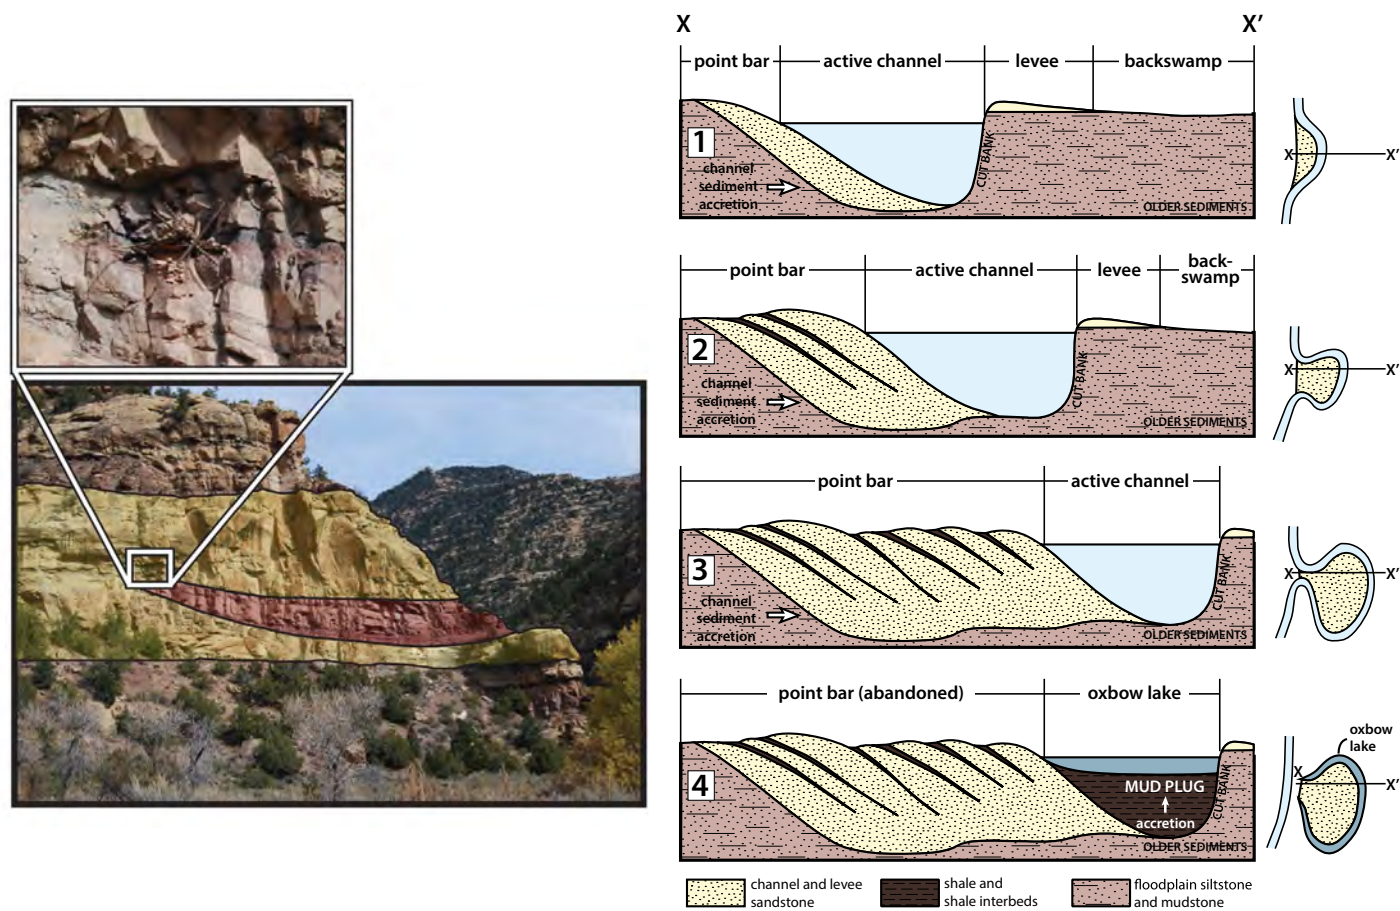 X X'
point bar active channel levee backswamp
1
channel
sediment
accretion
CUT BANK
OLDER SEDIMENTS
X X'
point bar active channel levee back-
swamp
2
channel
sediment
accretion
CUT BANK
OLDER SEDIMENTS
X X'
point bar active channel
3
channel
sediment
accretion
CUT BANK
OLDER SEDIMENTS
X X'
point bar (abandoned) oxbow lake
4
MUD PLUG
accretion
CUT BANK
OLDER SEDIMENTS
oxbow
lake
X X'
channel and levee
sandstone
shale and
shale interbeds
floodplain siltstone
and mudstone